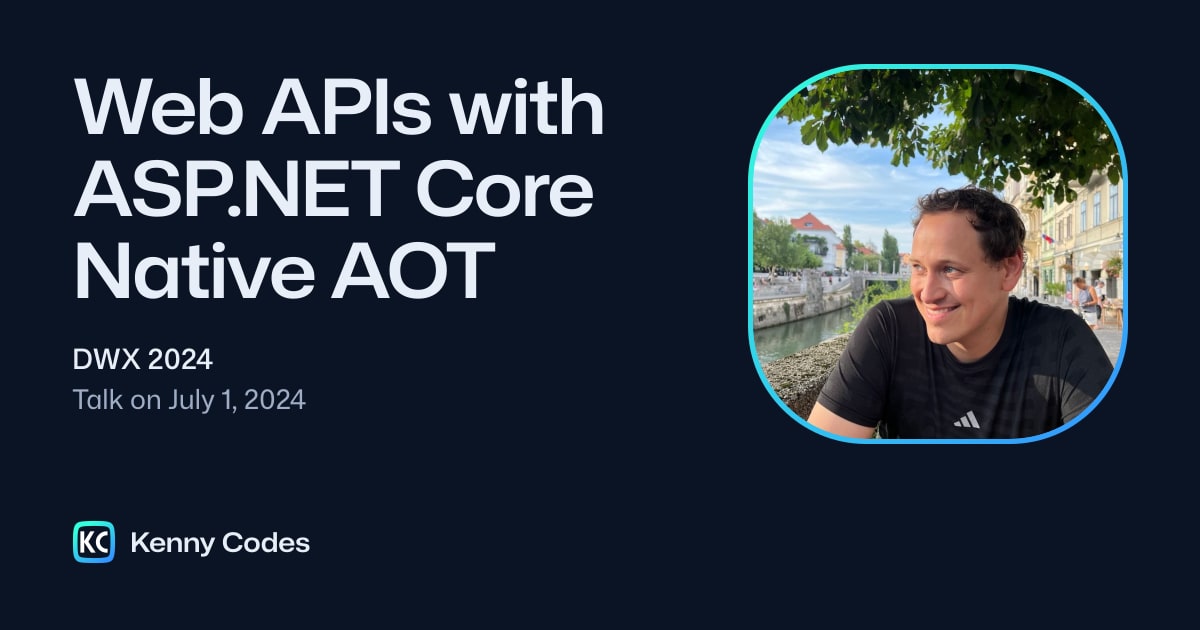 Web APIs with
ASP.NET Core
Native AOT
DWX 2024
Talk on July 1, 2024
KC Kenny Codes